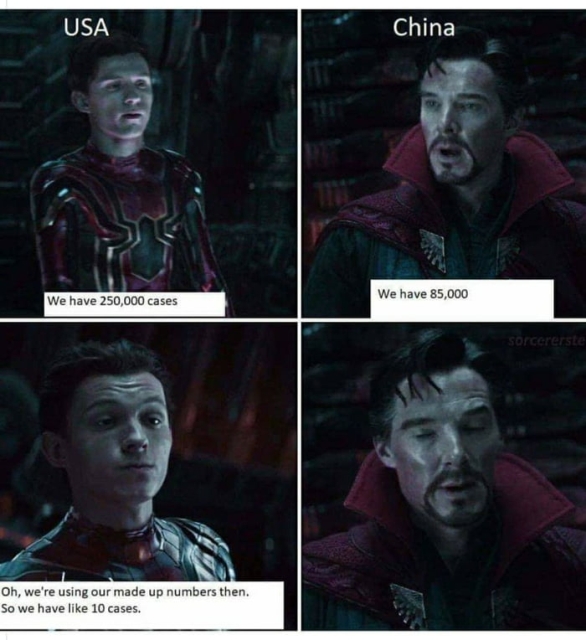 USA
China
We have 250,000 cases
We have 85,000
sorcererste
Oh, we're using our made up numbers then.
So we have like 10 cases.